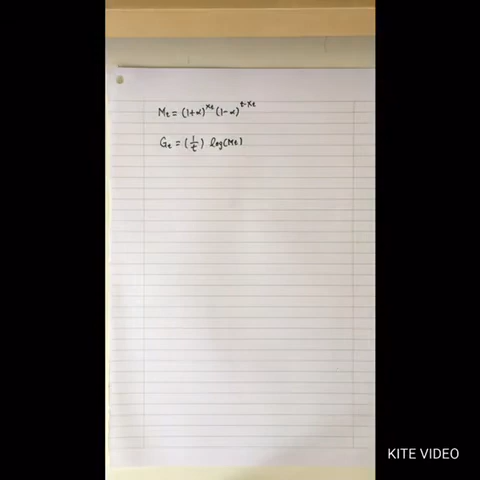 Mₜ = (1+α)^xₜ (1-α)^t-xₜ
Gₜ = (1/t) log(Mₜ)
KITE VIDEO